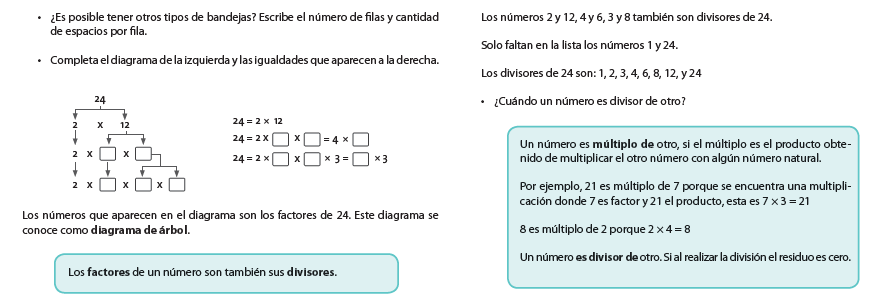 • ¿Es posible tener otros tipos de bandejas? Escribe el número de filas y cantidad
de espacios por fila.
• Completa el diagrama de la izquierda y las igualdades que aparecen a la derecha.
24
2 x 12
2 x □ x □
2 x □ x □ x □
24 = 2 × 12
24 = 2 x □ x □ = 4 × □
24 = 2 × □ x □ × 3 = □ × 3
Los números que aparecen en el diagrama son los factores de 24. Este diagrama se
conoce como diagrama de árbol.
Los factores de un número son también sus divisores.
Los números 2 y 12, 4 y 6, 3 y 8 también son divisores de 24.
Solo faltan en la lista los números 1 y 24.
Los divisores de 24 son: 1, 2, 3, 4, 6, 8, 12, y 24
• ¿Cuándo un número es divisor de otro?
Un número es múltiplo de otro, si el múltiplo es el producto obte-
nido de multiplicar el otro número con algún número natural.
Por ejemplo, 21 es múltiplo de 7 porque se encuentra una multipli-
cación donde 7 es factor y 21 el producto, esta es 7 × 3 = 21
8 es múltiplo de 2 porque 2 × 4 = 8
Un número es divisor de otro. Si al realizar la división el residuo es cero.